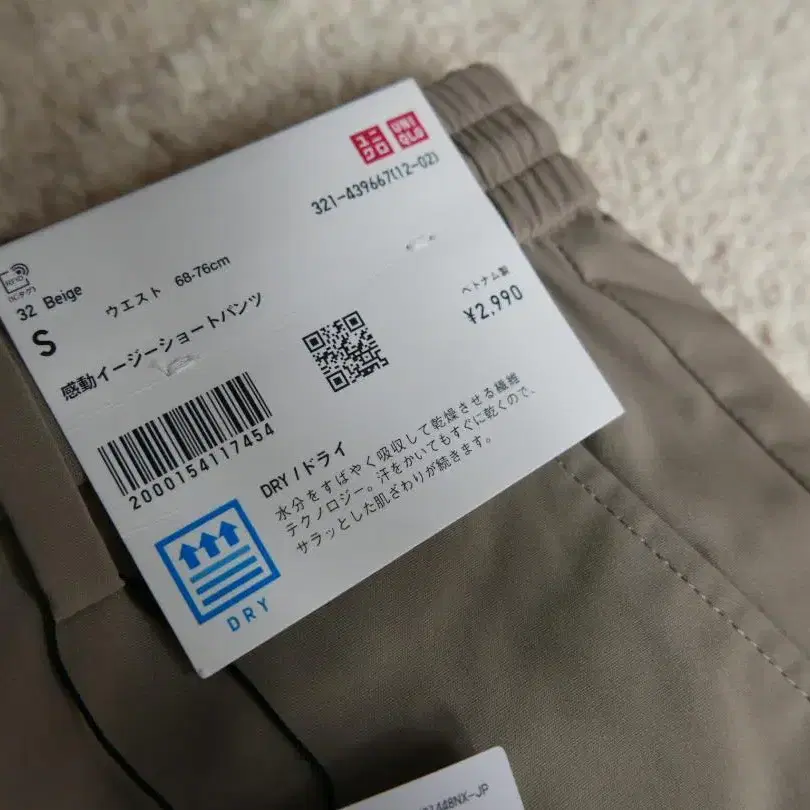 ユニクロ
UNIQLO
321-439667(12-02)
RFID
32 Beige
S
ウエスト 68-76cm
感動イージーショートパンツ
ベトナム製
¥2,990
2000154117454
DRY / ドライ
水分をすばやく吸収して乾燥させる繊維
テクノロジー。汗をかいてもすぐに乾くので、
サラッとした肌ざわりが続きます。
DRY
448NX-JP